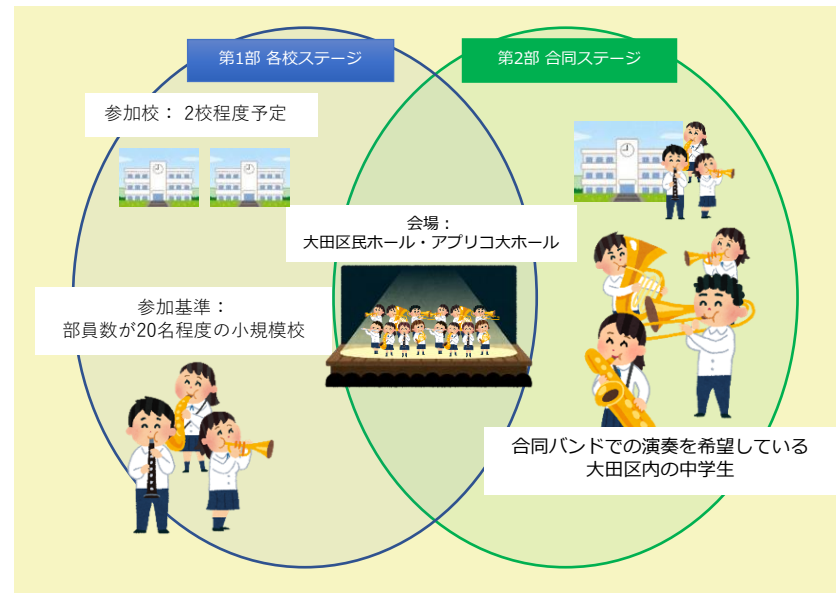 第1部 各校ステージ
第2部 合同ステージ
参加校： 2校程度予定
会場：
大田区民ホール・アプリコ大ホール
参加基準：
部員数が20名程度の小規模校
合同バンドでの演奏を希望している
大田区内の中学生